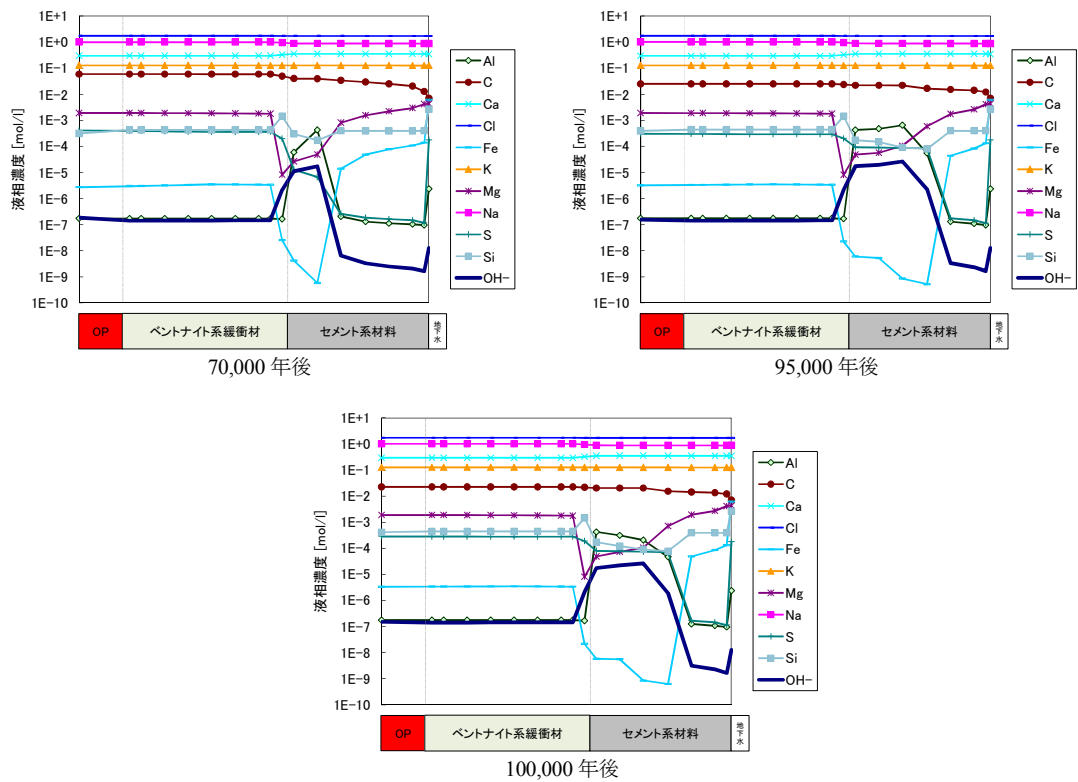 1E+1
1E+0
1E-1
1E-2
1E-3
1E-4
1E-5
1E-6
1E-7
1E-8
1E-9
1E-10
液相濃度 [mol/l]
Al
C
Ca
Cl
Fe
K
Mg
Na
S
Si
OH-
OP
ベントナイト系緩衝材
セメント系材料
地下水
70,000 年後
1E+1
1E+0
1E-1
1E-2
1E-3
1E-4
1E-5
1E-6
1E-7
1E-8
1E-9
1E-10
液相濃度 [mol/l]
Al
C
Ca
Cl
Fe
K
Mg
Na
S
Si
OH-
OP
ベントナイト系緩衝材
セメント系材料
地下水
95,000 年後
1E+1
1E+0
1E-1
1E-2
1E-3
1E-4
1E-5
1E-6
1E-7
1E-8
1E-9
1E-10
液相濃度 [mol/l]
Al
C
Ca
Cl
Fe
K
Mg
Na
S
Si
OH-
OP
ベントナイト系緩衝材
セメント系材料
地下水
100,000 年後